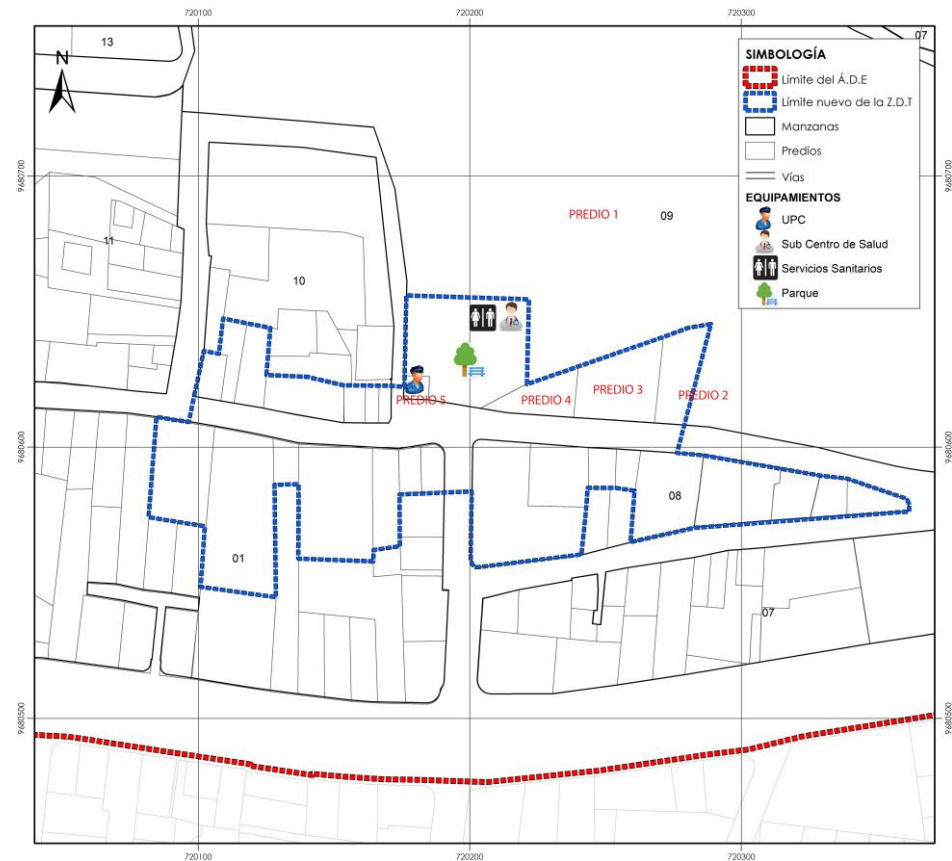 720100
720200
720300
13
07
N
SIMBOLOGÍA
Límite del Á.D.E
Límite nuevo de la Z.D.T
Manzanas
Predios
Vías
EQUIPAMIENTOS
UPC
Sub Centro de Salud
Servicios Sanitarios
Parque
9680700
9680700
PREDIO 1
09
11
10
PREDIO 5
PREDIO 4
PREDIO 3
PREDIO 2
9680600
9680600
08
01
07
9680500
9680500
720100
720200
720300